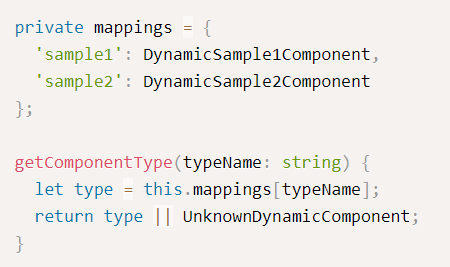 private mappings = {
  'sample1': DynamicSample1Component,
  'sample2': DynamicSample2Component
};

getComponentType(typeName: string) {
  let type = this.mappings[typeName];
  return type || UnknownDynamicComponent;
}